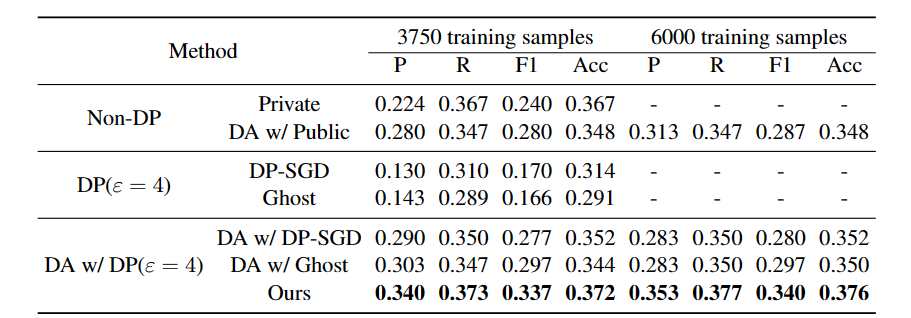 Method 3750 training samples 6000 training samples
P R F1 Acc P R F1 Acc
Non-DP Private 0.224 0.367 0.240 0.367 - - - -
DA w/ Public 0.280 0.347 0.280 0.348 0.313 0.347 0.287 0.348
DP(ε = 4) DP-SGD 0.130 0.310 0.170 0.314 - - - -
Ghost 0.143 0.289 0.166 0.291 - - - -
DA w/ DP(ε = 4) DA w/ DP-SGD 0.290 0.350 0.277 0.352 0.283 0.350 0.280 0.352
DA w/ Ghost 0.303 0.347 0.297 0.344 0.283 0.350 0.297 0.350
Ours 0.340 0.373 0.337 0.372 0.353 0.377 0.340 0.376